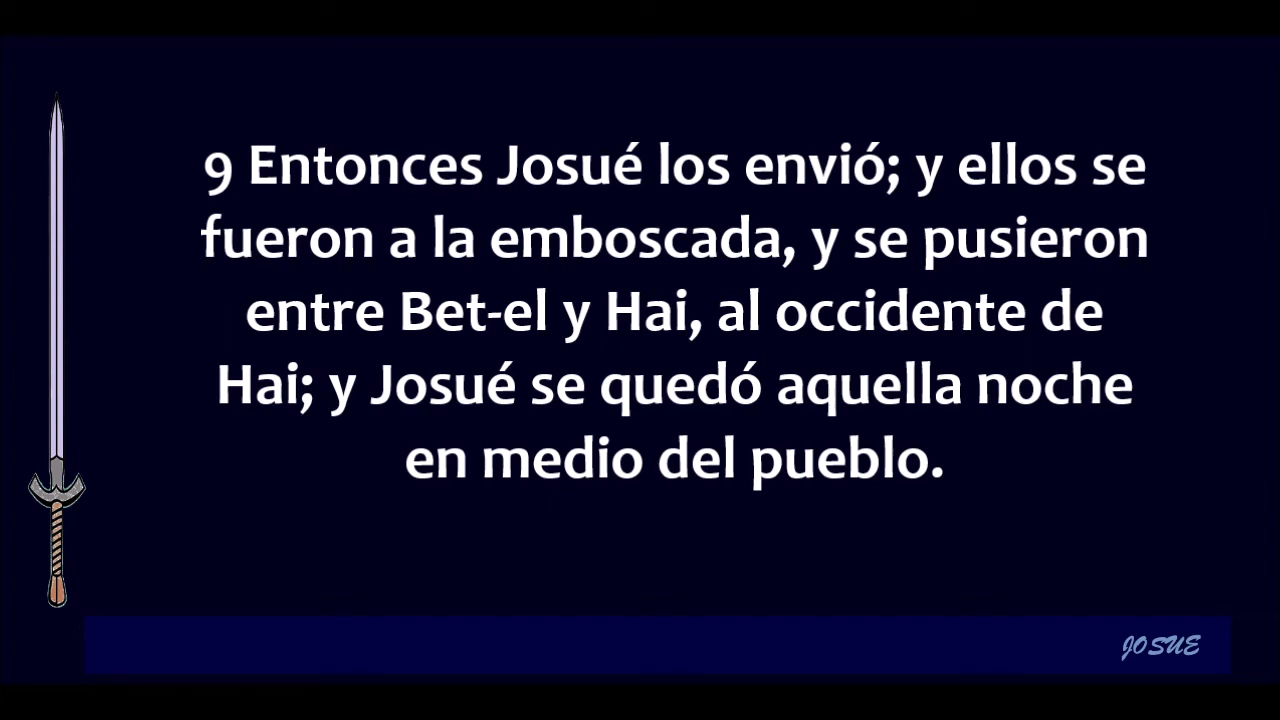 9 Entonces Josué los envió; y ellos se
fueron a la emboscada, y se pusieron
entre Bet-el y Hai, al occidente de
Hai; y Josué se quedó aquella noche
en medio del pueblo.
JOSUE